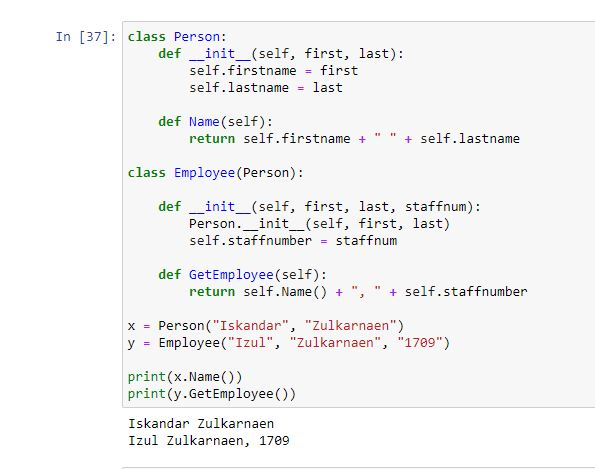 In [37]: class Person:
    def __init__(self, first, last):
        self.firstname = first
        self.lastname = last

    def Name(self):
        return self.firstname + " " + self.lastname

class Employee(Person):

    def __init__(self, first, last, staffnum):
        Person.__init__(self, first, last)
        self.staffnumber = staffnum

    def GetEmployee(self):
        return self.Name() + ", " + self.staffnumber

x = Person("Iskandar", "Zulkarnaen")
y = Employee("Izul", "Zulkarnaen", "1709")

print(x.Name())
print(y.GetEmployee())

Iskandar Zulkarnaen
Izul Zulkarnaen, 1709